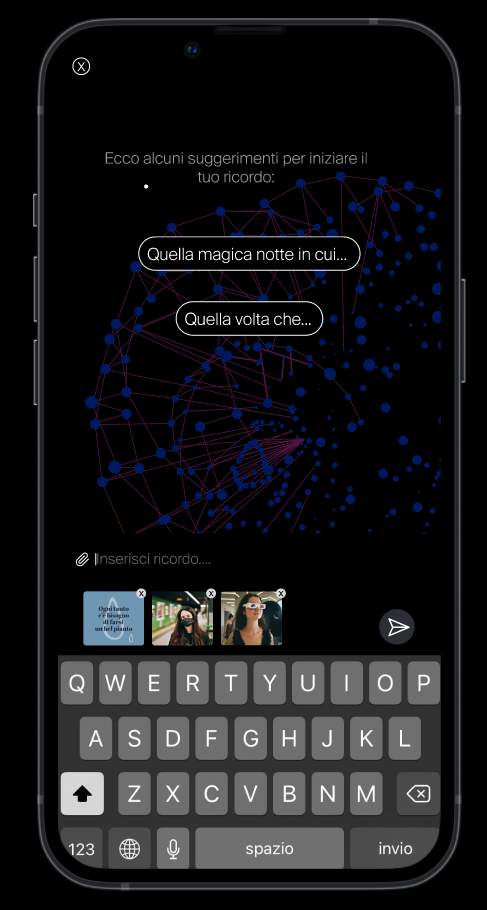 X
Ecco alcuni suggerimenti per iniziare il
tuo ricordo:
Quella magica notte in cui...
Quella volta che...
Inserisci ricordo....
X X X
Ogni tanto
c'è bisogno
di farsi
un bel pianto
Q W E R T Y U I O P
A S D F G H J K L
Z X C V B N M
123 spazio invio